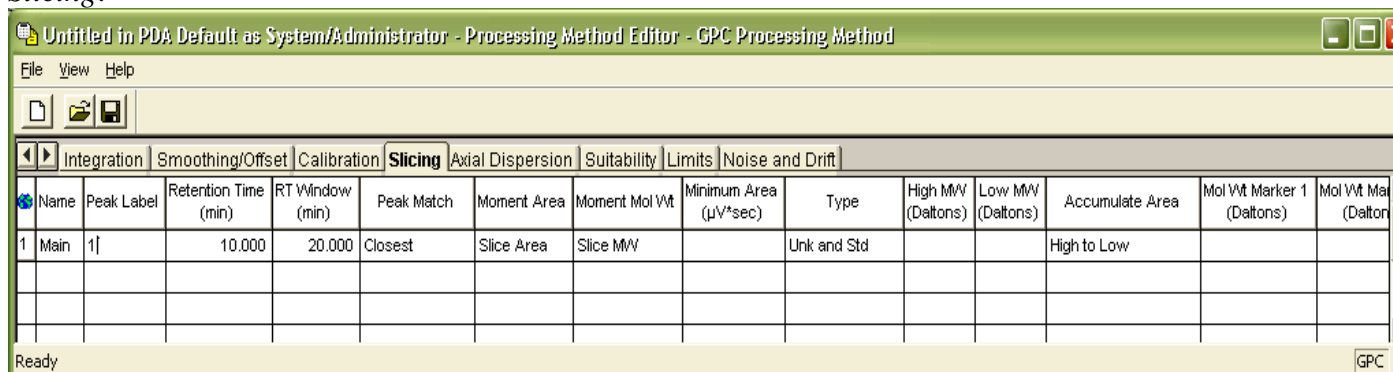 Slicing:
Untitled in PDA Default as System/Administrator - Processing Method Editor - GPC Processing Method
File View Help
Integration Smoothing/Offset Calibration Slicing Axial Dispersion Suitability Limits Noise and Drift
Name Peak Label Retention Time (min) RT Window (min) Peak Match Moment Area Moment Mol Wt Minimum Area (µV*sec) Type High MW (Daltons) Low MW (Daltons) Accumulate Area Mol Wt Marker 1 (Daltons) Mol Wt Mar (Dalton
1 Main 1 10.000 20.000 Closest Slice Area Slice MW Unk and Std High to Low
Ready GPC